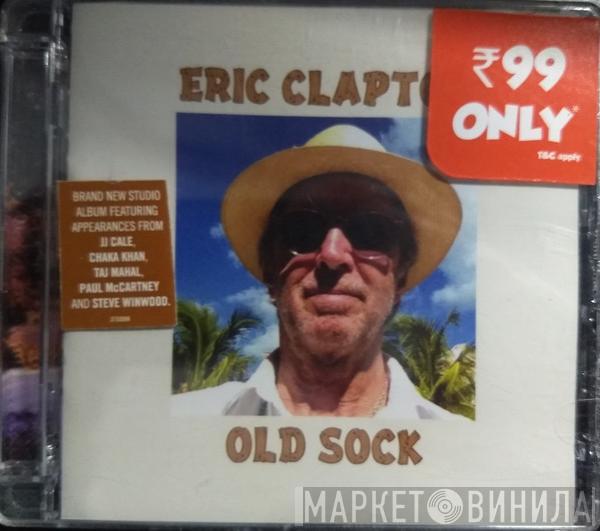 ERIC CLAPTO
₹99
ONLY*
T&C apply
BRAND NEW STUDIO
ALBUM FEATURING
APPEARANCES FROM
JJ CALE,
CHAKA KHAN,
TAJ MAHAL,
PAUL McCARTNEY
AND STEVE WINWOOD.
OLD SOCK
МАРКЕТ ВИНИЛА